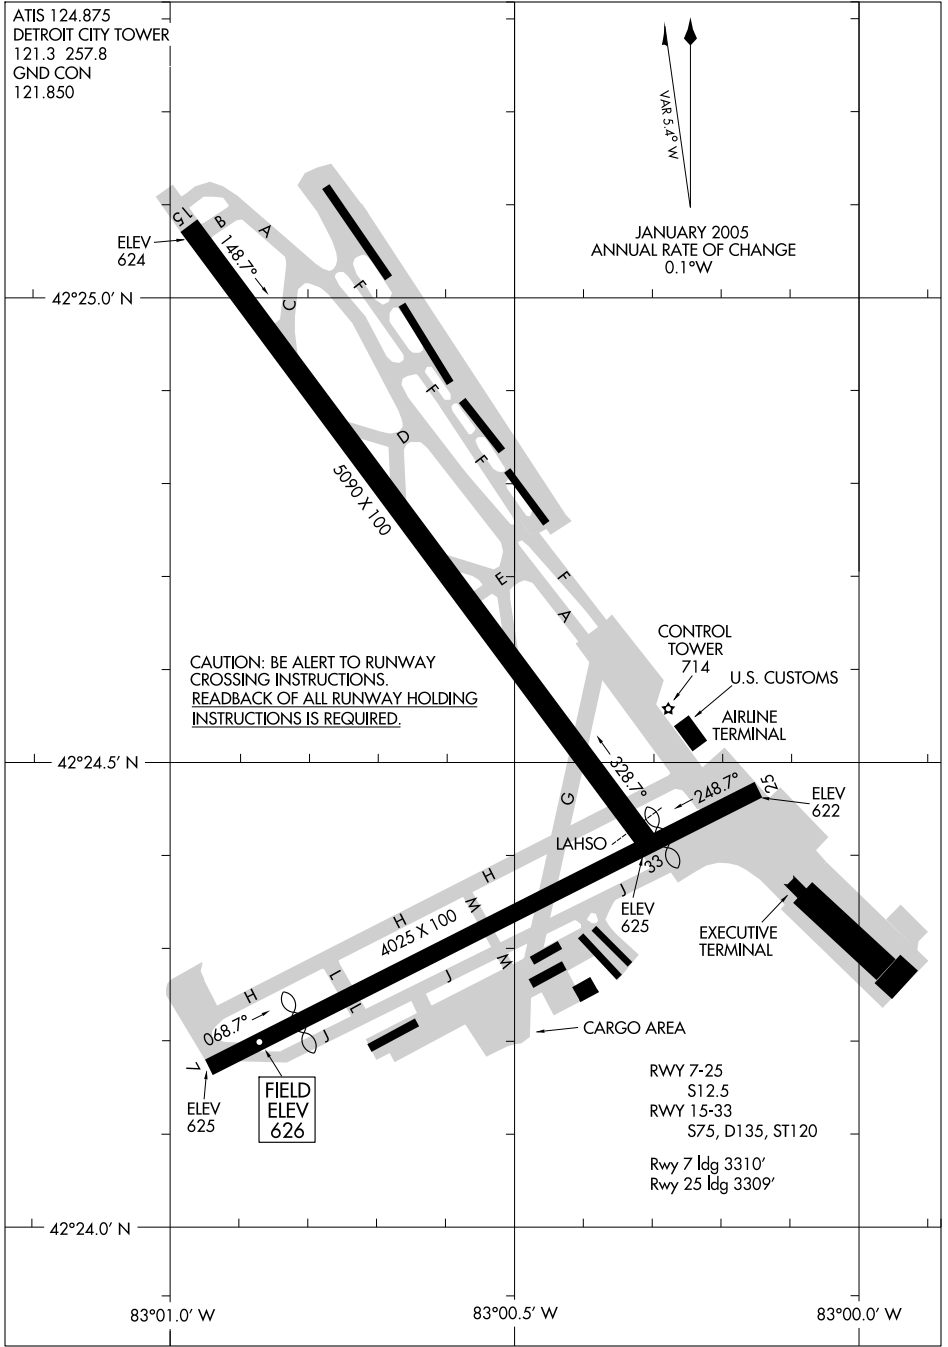 ATIS 124.875
DETROIT CITY TOWER
121.3 257.8
GND CON
121.850
VAR 5.4° W
JANUARY 2005
ANNUAL RATE OF CHANGE
0.1°W
15
B
A
ELEV
624
148.7°
F
42°25.0' N
C
F
D
F
5090 X 100
E
F
A
CONTROL
TOWER
714
U.S. CUSTOMS
AIRLINE
TERMINAL
CAUTION: BE ALERT TO RUNWAY
CROSSING INSTRUCTIONS.
READBACK OF ALL RUNWAY HOLDING
INSTRUCTIONS IS REQUIRED.
42°24.5' N
328.7°
248.7°
25
ELEV
622
G
LAHSO
33
H
J
M
ELEV
625
H
4025 X 100
EXECUTIVE
TERMINAL
M
L
J
H
L
068.7°
J
CARGO AREA
7
ELEV
625
FIELD
ELEV
626
RWY 7-25
S12.5
RWY 15-33
S75, D135, ST120
Rwy 7 ldg 3310'
Rwy 25 ldg 3309'
42°24.0' N
83°01.0' W
83°00.5' W
83°00.0' W